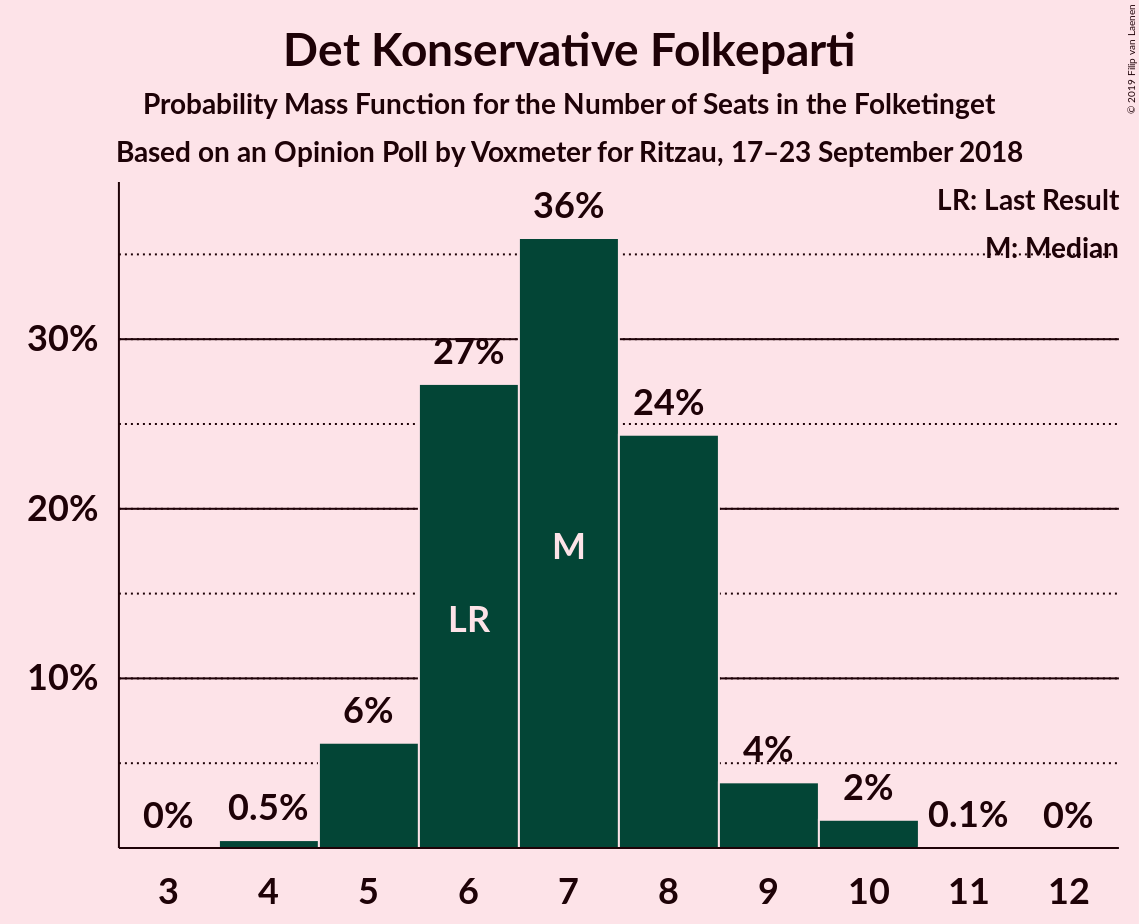 Det Konservative Folkeparti
Probability Mass Function for the Number of Seats in the Folketinget
Based on an Opinion Poll by Voxmeter for Ritzau, 17–23 September 2018
© 2019 Filip van Laenen
LR: Last Result
M: Median
36%
30%
27%
24%
20%
M
LR
10%
6%
4%
2%
0%
0.5%
0.1%
0%
3 4 5 6 7 8 9 10 11 12